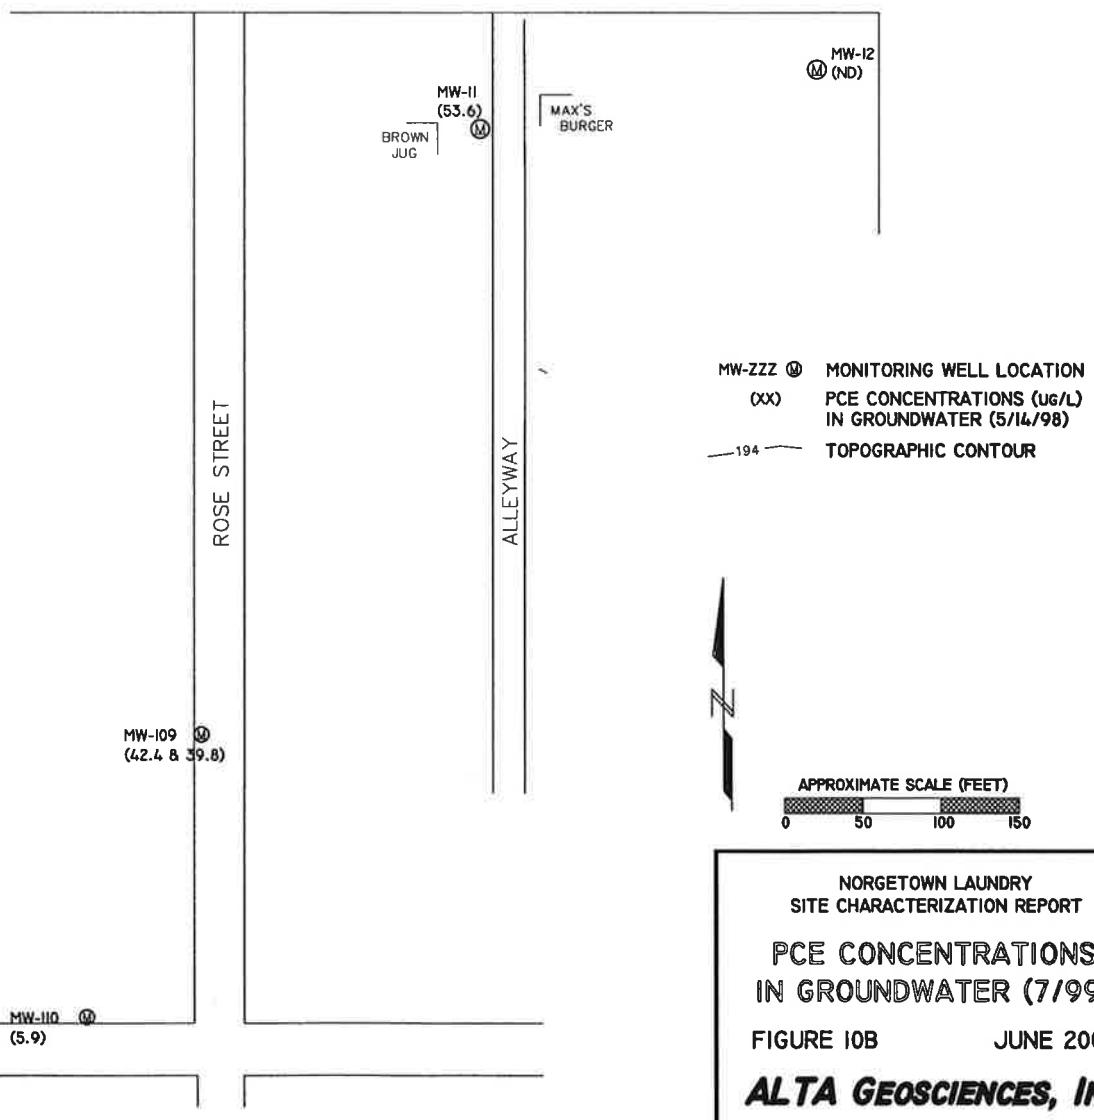 MW-12
(ND)
MW-11
(53.6)
M
M
BROWN
JUG
MAX'S
BURGER
MW-ZZZ M MONITORING WELL LOCATION
(XX) PCE CONCENTRATIONS (UG/L)
IN GROUNDWATER (5/14/98)
194 TOPOGRAPHIC CONTOUR
ROSE STREET
ALLEYWAY
N
MW-109 M
(42.4 & 39.8)
APPROXIMATE SCALE (FEET)
0 50 100 150
MW-110 M
(5.9)
NORGETOWN LAUNDRY
SITE CHARACTERIZATION REPORT
PCE CONCENTRATIONS
IN GROUNDWATER (7/99
FIGURE 10B JUNE 200
ALTA GEOSCIENCES, IN